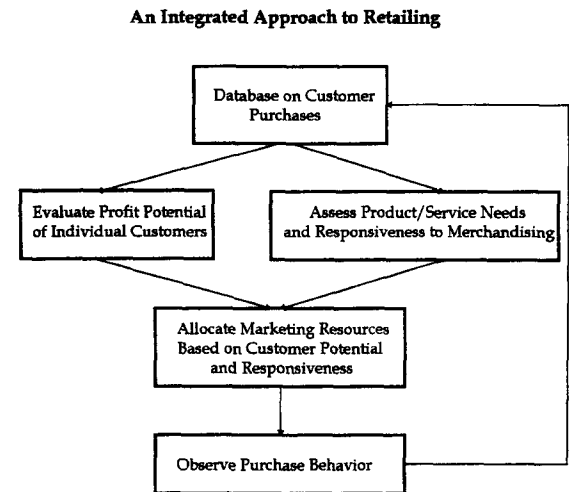 An Integrated Approach to Retailing
Database on Customer
Purchases
Evaluate Profit Potential
of Individual Customers
Assess Product/Service Needs
and Responsiveness to Merchandising
Allocate Marketing Resources
Based on Customer Potential
and Responsiveness
Observe Purchase Behavior